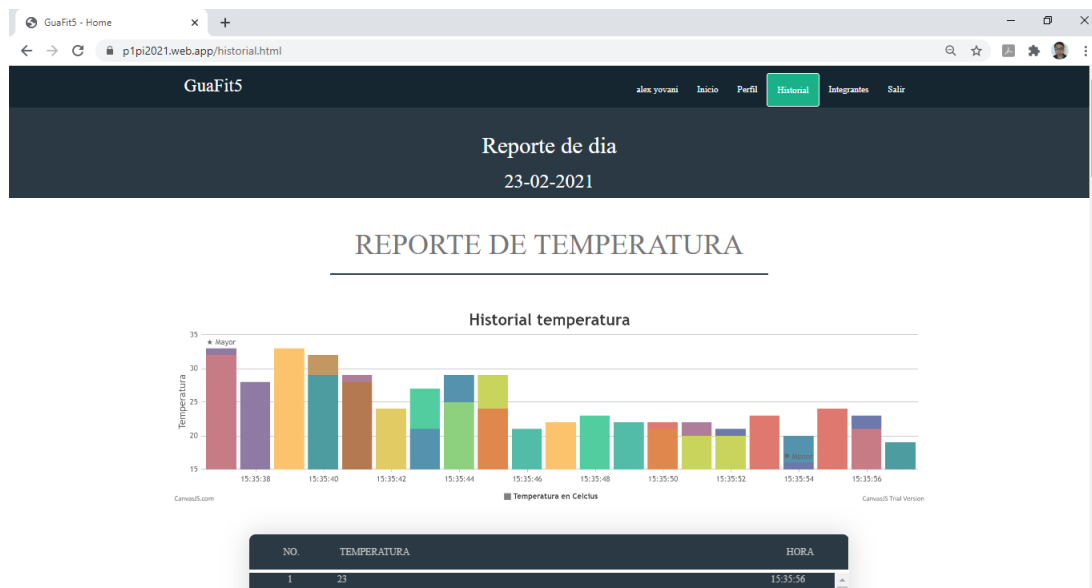 GuaFit5 - Home
p1pi2021.web.app/historial.html
GuaFit5
alex yovani Inicio Perfil Historial Integrantes Salir
Reporte de dia
23-02-2021
REPORTE DE TEMPERATURA
Historial temperatura
Temperatura
35
30
25
20
15
★ Mayor
Mayor
15:35:38 15:35:40 15:35:42 15:35:44 15:35:46 15:35:48 15:35:50 15:35:52 15:35:54 15:35:56
CanvasJS.com
Temperatura en Celcius
CanvasJS Trial Version
NO. TEMPERATURA HORA
1 23 15:35:56